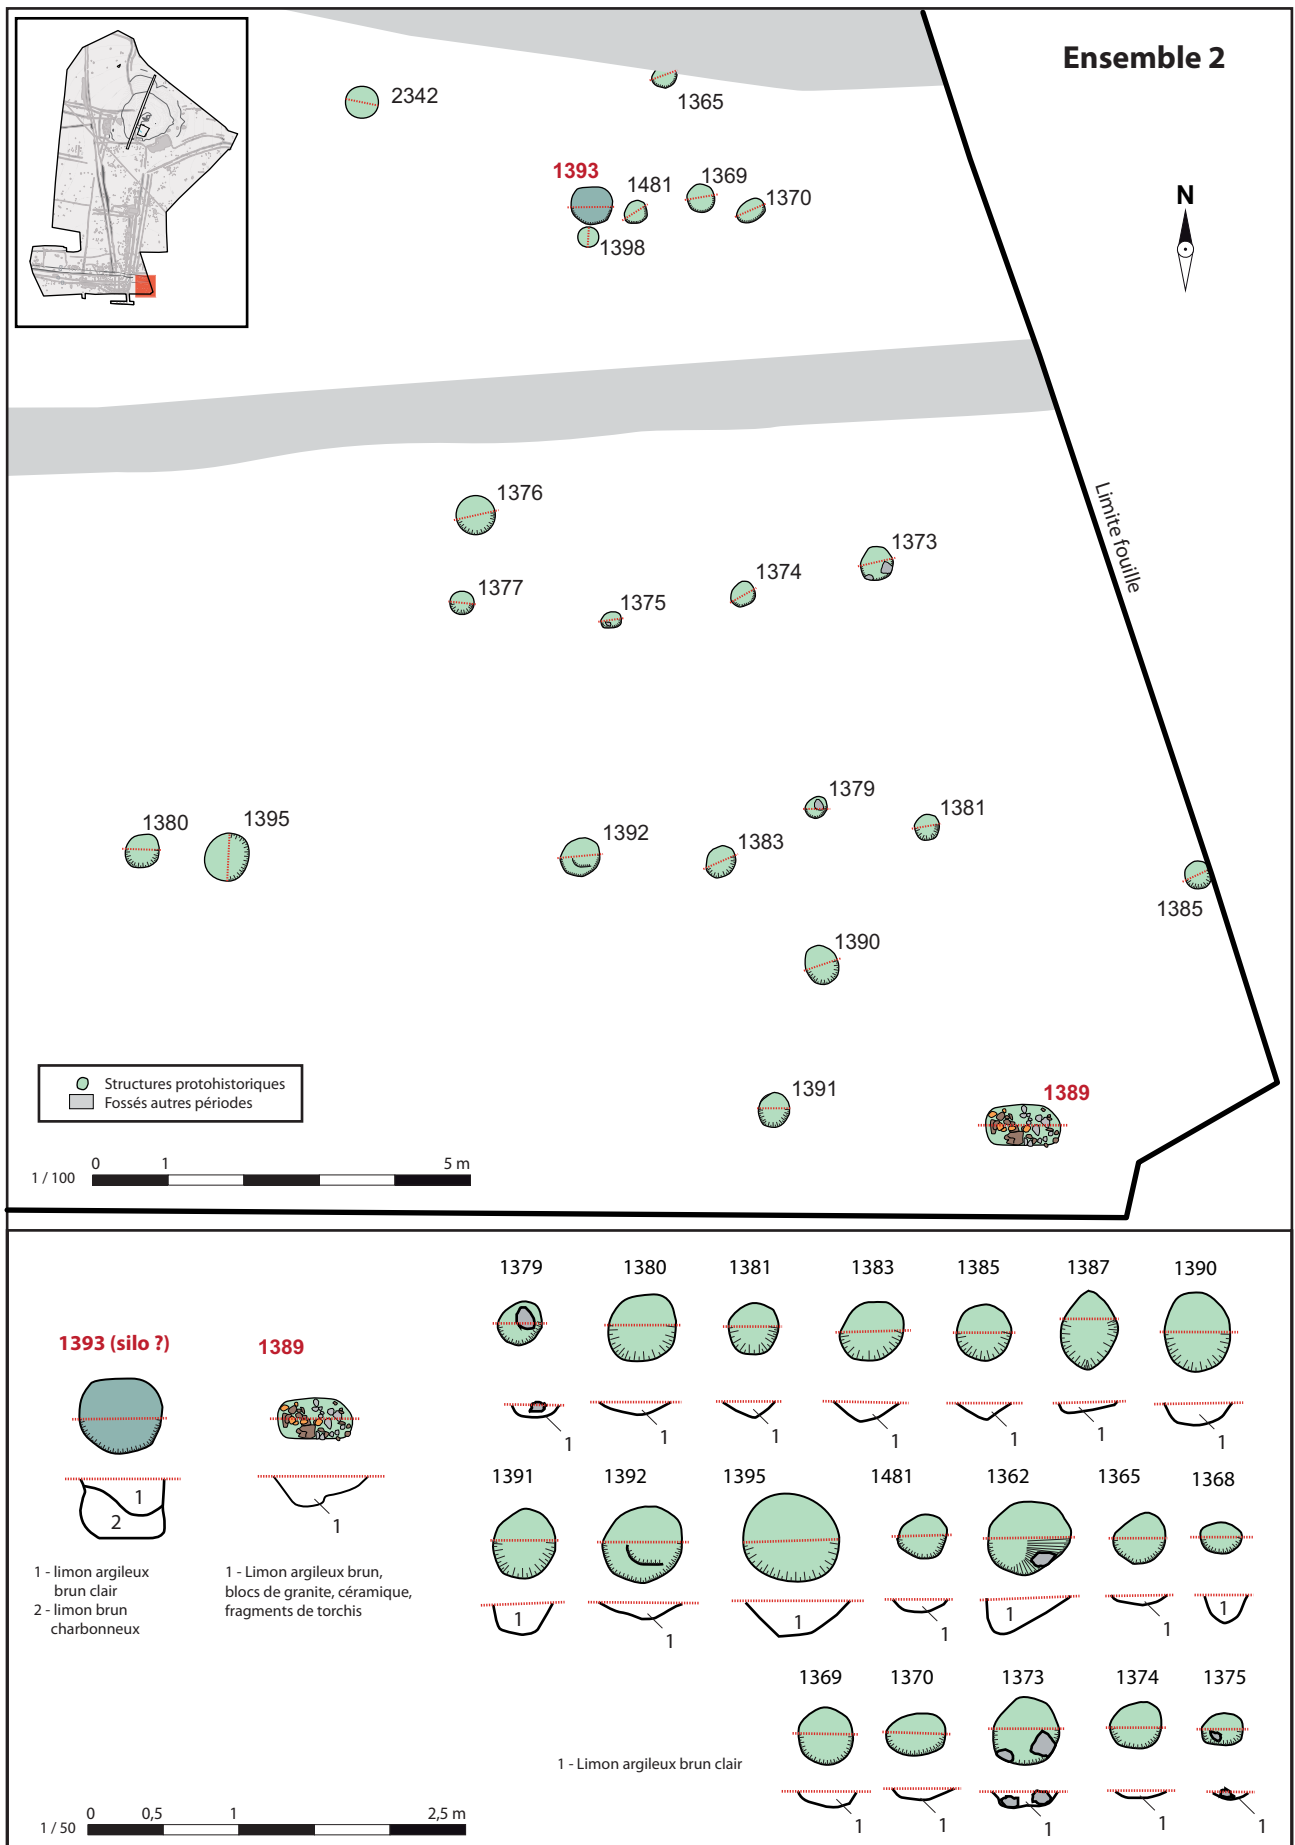 Ensemble 2
2342
1365
1393
1481
1369
1370
1398
N
1376
1377
1375
1374
1373
Limite fouille
1380
1395
1392
1383
1379
1381
1385
1390
1391
1389
Structures protohistoriques
Fossés autres périodes
0 1 5 m
1 / 100
1379 1380 1381 1383 1385 1387 1390
1 1 1 1 1 1 1
1393 (silo ?)
1
2
1 - limon argileux
brun clair
2 - limon brun
charbonneux
1389
1
1 - Limon argileux brun,
blocs de granite, céramique,
fragments de torchis
1391 1392 1395 1481 1362 1365 1368
1 1 1 1 1 1 1
1369 1370 1373 1374 1375
1 1 1 1 1
1 - Limon argileux brun clair
0 0,5 1 2,5 m
1 / 50